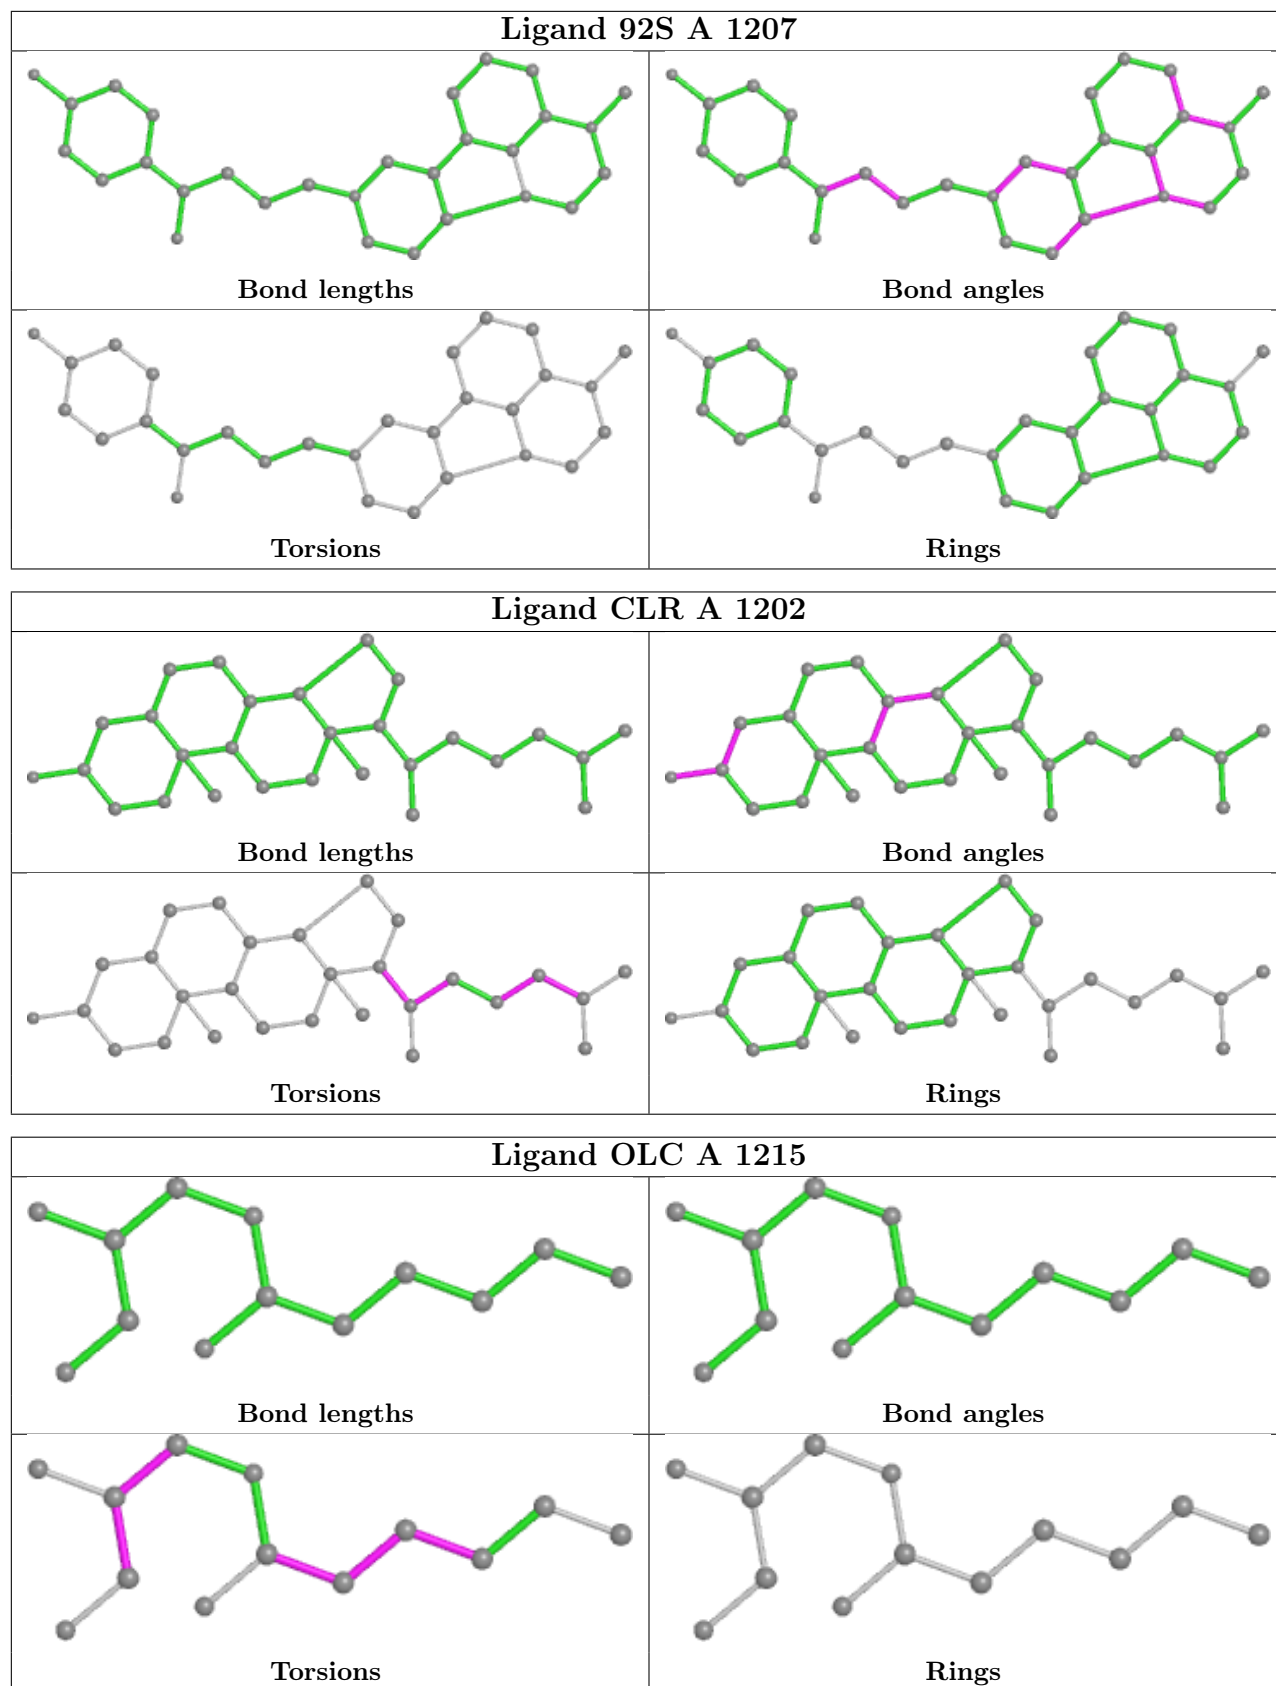 Ligand 92S A 1207
Bond lengths
Bond angles
Torsions
Rings
Ligand CLR A 1202
Bond lengths
Bond angles
Torsions
Rings
Ligand OLC A 1215
Bond lengths
Bond angles
Torsions
Rings